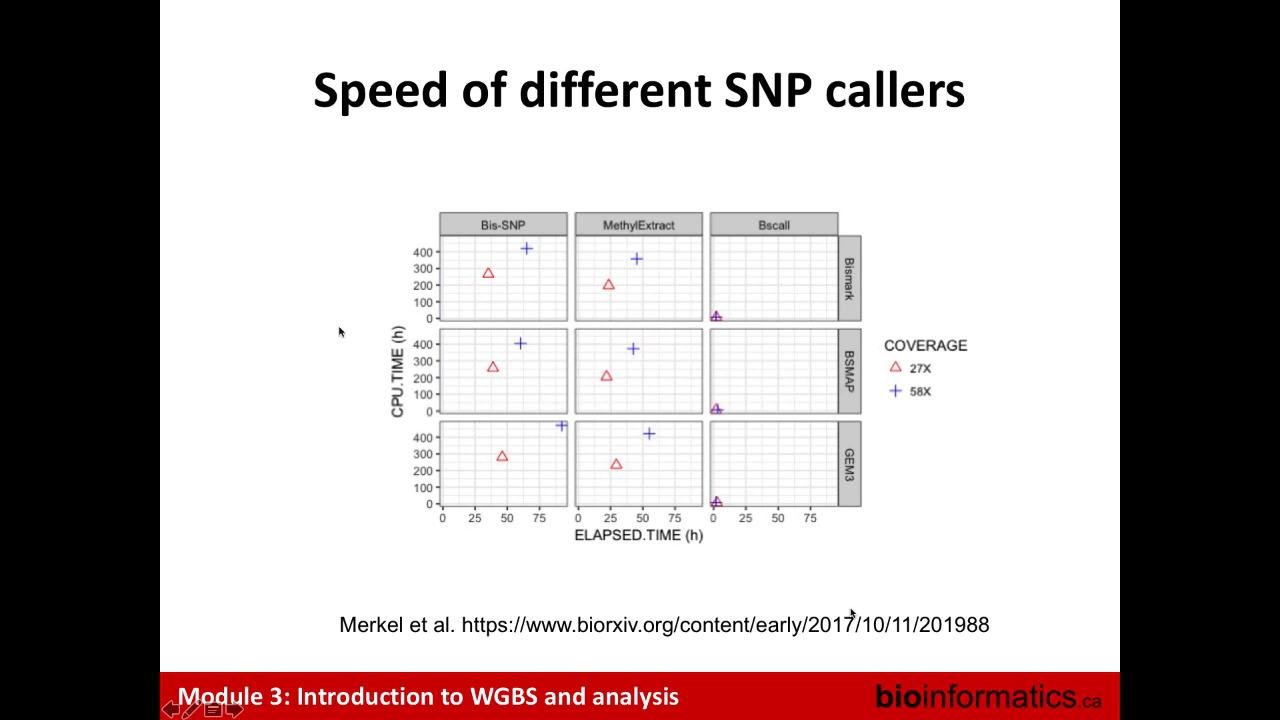 Speed of different SNP callers
Bis-SNP MethylExtract Bscall
400
300
200
100
0
Bismark
400
300
200
100
0
BSMAP
400
300
200
100
0
GEM3
CPU.TIME (h)
0 25 50 75 0 25 50 75 0 25 50 75
ELAPSED.TIME (h)
COVERAGE
27X
58X
Merkel et al. https://www.biorxiv.org/content/early/2017/10/11/201988
Module 3: Introduction to WGBS and analysis
bioinformatics.ca